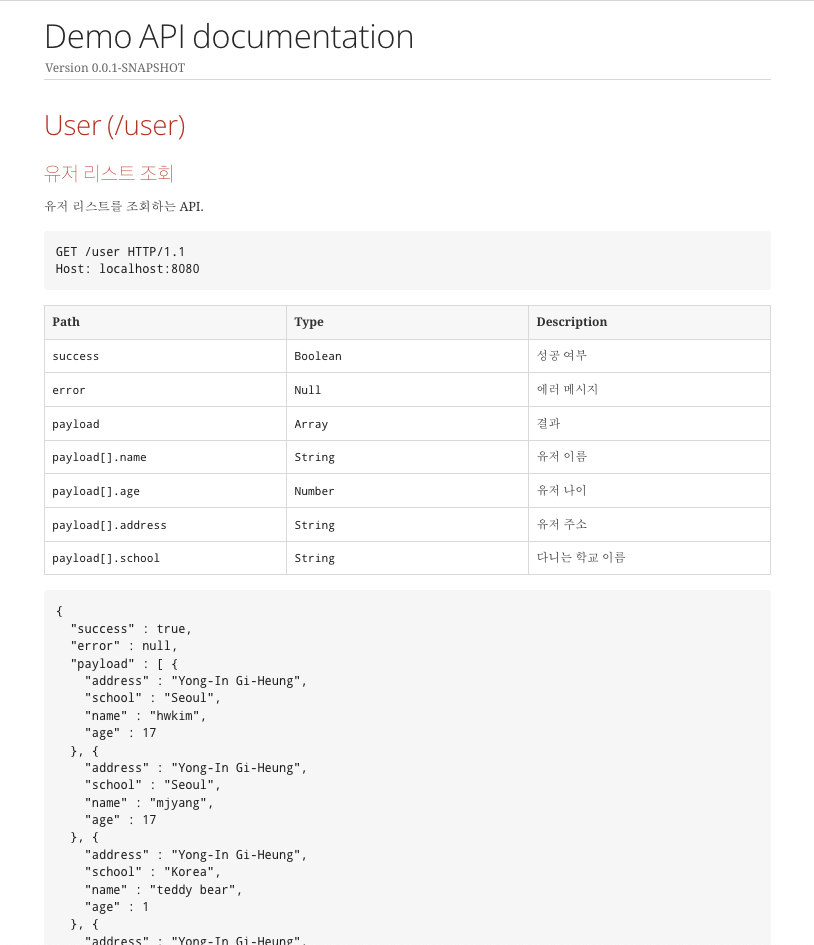 Demo API documentation
Version 0.0.1-SNAPSHOT
User (/user)
유저 리스트 조회
유저 리스트를 조회하는 API.
GET /user HTTP/1.1
Host: localhost:8080
Path Type Description
success Boolean 성공 여부
error Null 에러 메시지
payload Array 결과
payload[].name String 유저 이름
payload[].age Number 유저 나이
payload[].address String 유저 주소
payload[].school String 다니는 학교 이름
{
  "success" : true,
  "error" : null,
  "payload" : [ {
    "address" : "Yong-In Gi-Heung",
    "school" : "Seoul",
    "name" : "hwkim",
    "age" : 17
  }, {
    "address" : "Yong-In Gi-Heung",
    "school" : "Seoul",
    "name" : "mjyang",
    "age" : 17
  }, {
    "address" : "Yong-In Gi-Heung",
    "school" : "Korea",
    "name" : "teddy bear",
    "age" : 1
  }, {
    "address" : "Yong-In Gi-Heung",